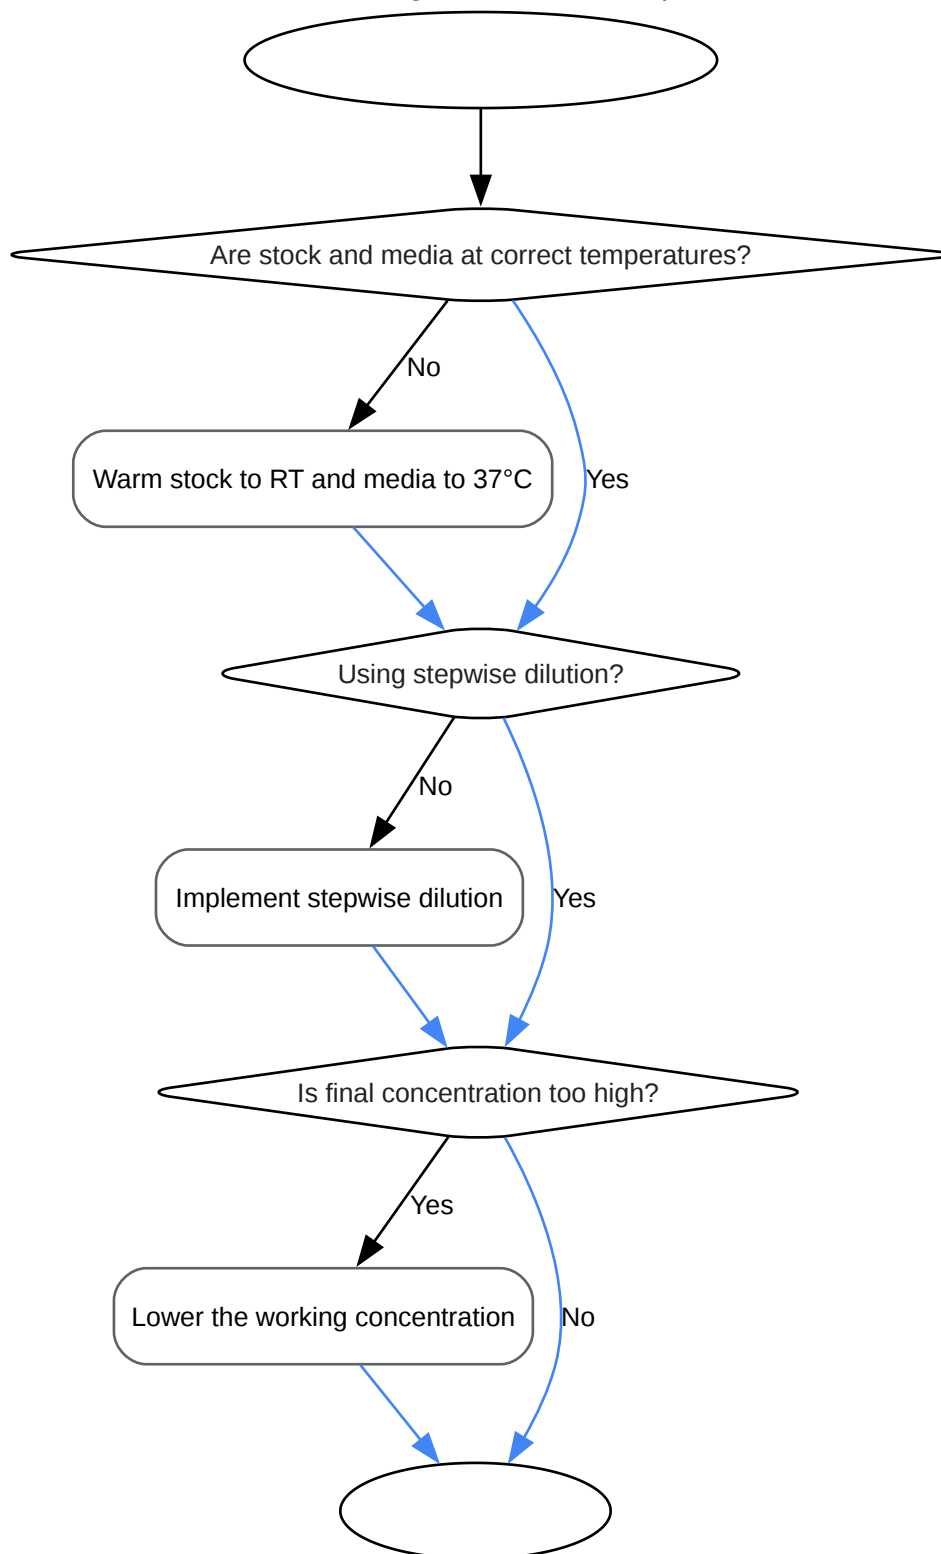 Are stock and media at correct temperatures?
No
Warm stock to RT and media to 37°C
Yes
Using stepwise dilution?
No
Implement stepwise dilution
Yes
Is final concentration too high?
Yes
Lower the working concentration
No